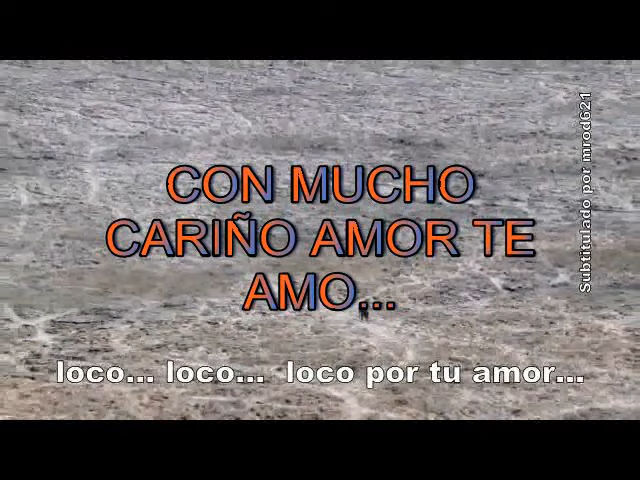 CON MUCHO
CARIÑO AMOR TE
AMO...
loco... loco... loco por tu amor...
Subtitulado por mrod621